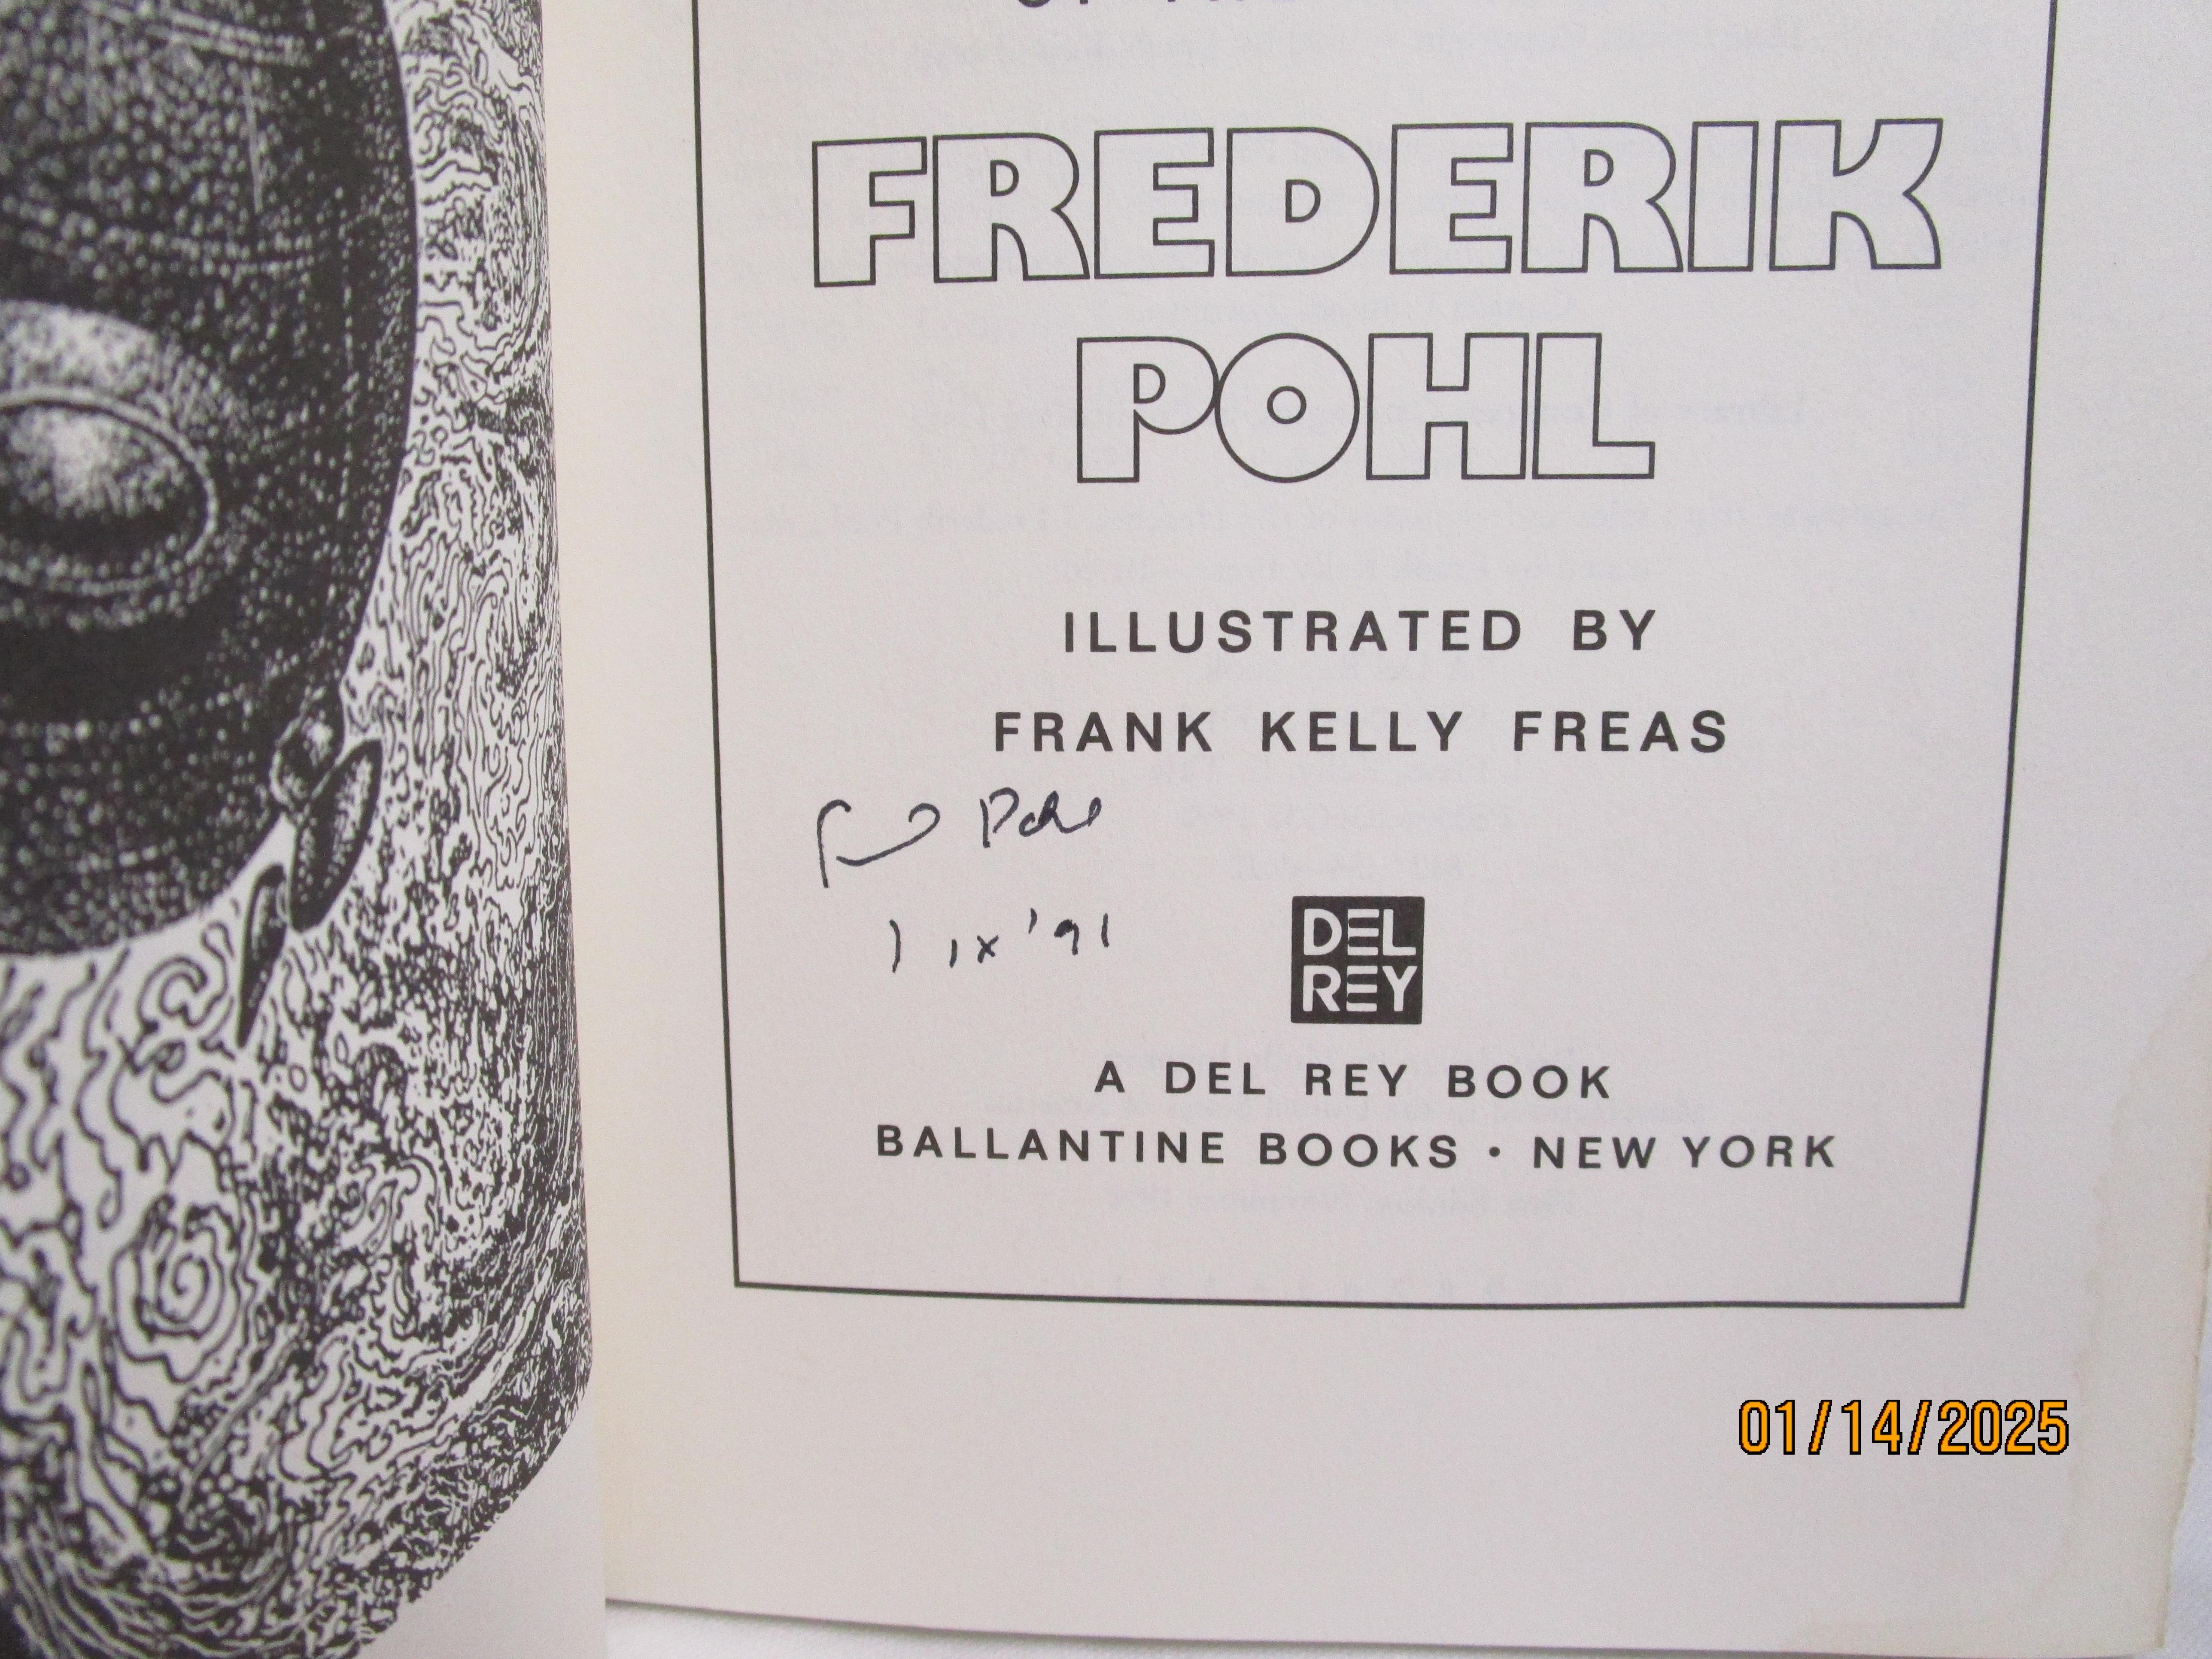 FREDERIK
POHL
ILLUSTRATED BY
FRANK KELLY FREAS
Fred Pohl
1 ix '91
DEL
REY
A DEL REY BOOK
BALLANTINE BOOKS • NEW YORK
01/14/2025